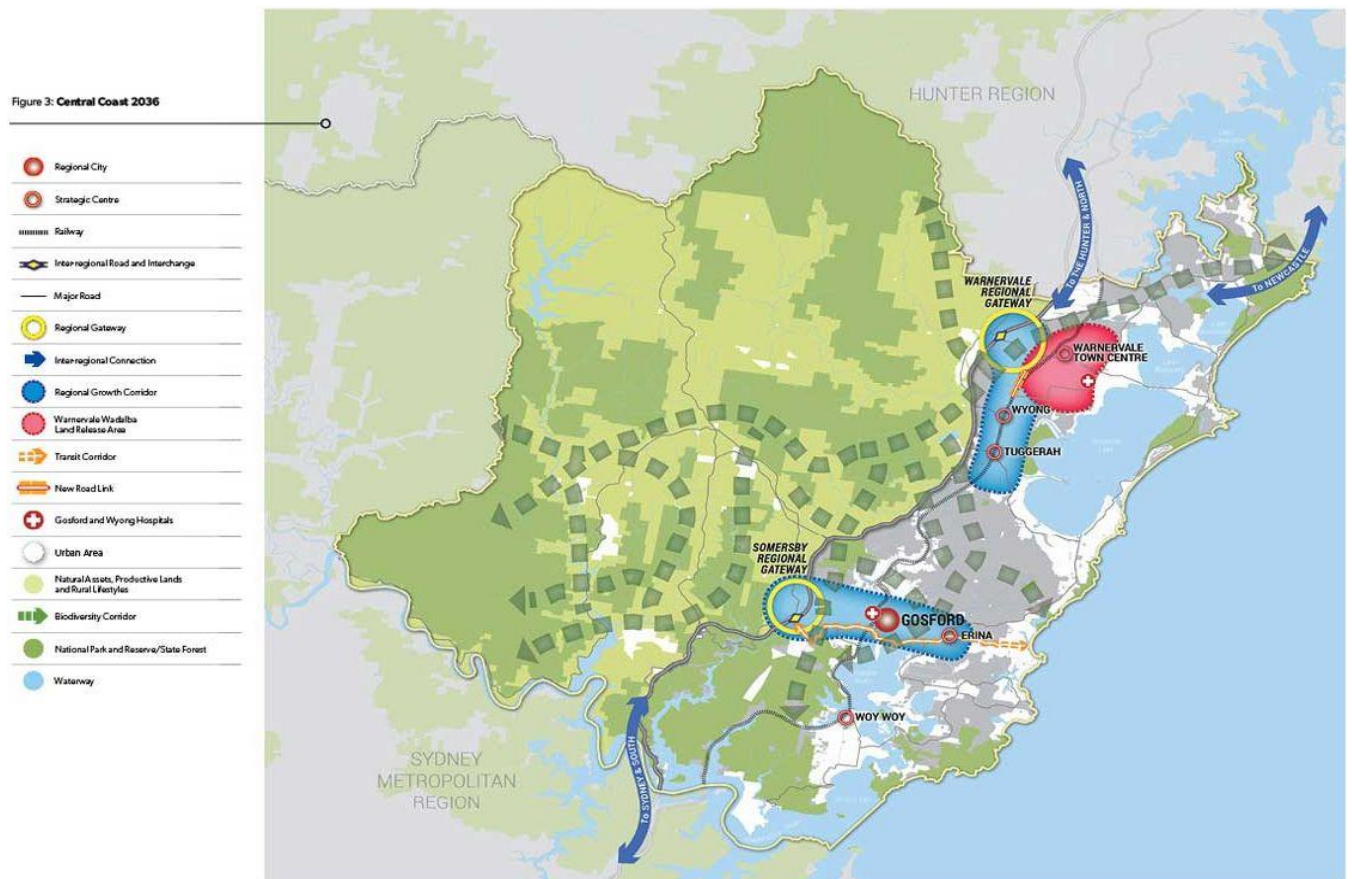 Figure 3: Central Coast 2036
Regional City
Strategic Centre
Railway
Inter-regional Road and Interchange
Major Road
Regional Gateway
Inter-regional Connection
Regional Growth Corridor
Warnervale Wadalba
Land Release Area
Transit Corridor
New Road Link
Gosford and Wyong Hospitals
Urban Area
Natural Assets, Productive Lands
and Rural Lifestyles
Biodiversity Corridor
National Park and Reserve/State Forest
Waterway
HUNTER REGION
To THE HUNTER & NORTH
To NEWCASTLE
WARNERVALE
REGIONAL
GATEWAY
WARNERVALE
TOWN CENTRE
WYONG
TUGGERAH
SOMERSBY
REGIONAL
GATEWAY
GOSFORD
ERINA
WOY WOY
To SYDNEY & SOUTH
SYDNEY
METROPOLITAN
REGION